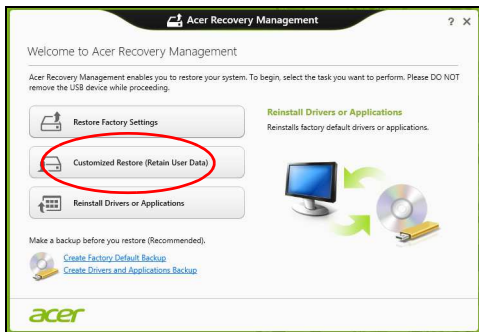 Acer Recovery Management
? X
Welcome to Acer Recovery Management
Acer Recovery Management enables you to restore your system. To begin, select the task you want to perform. Please DO NOT
remove the USB device while proceeding.
Restore Factory Settings
Customized Restore (Retain User Data)
Reinstall Drivers or Applications
Reinstall Drivers or Applications
Reinstalls factory default drivers or applications.
Make a backup before you restore (Recommended).
Create Factory Default Backup
Create Drivers and Applications Backup
acer